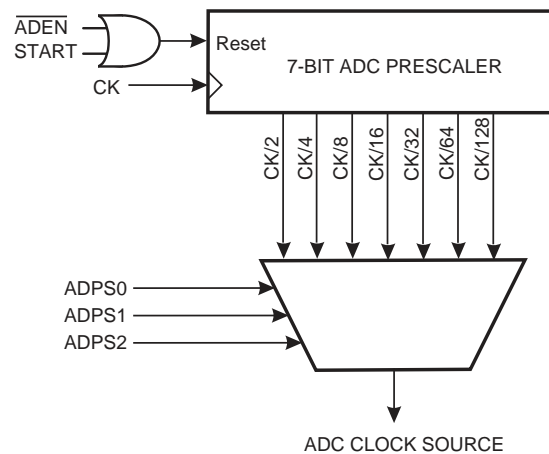 ADEN
START
Reset
7-BIT ADC PRESCALER
CK
CK/2
CK/4
CK/8
CK/16
CK/32
CK/64
CK/128
ADPS0
ADPS1
ADPS2
ADC CLOCK SOURCE